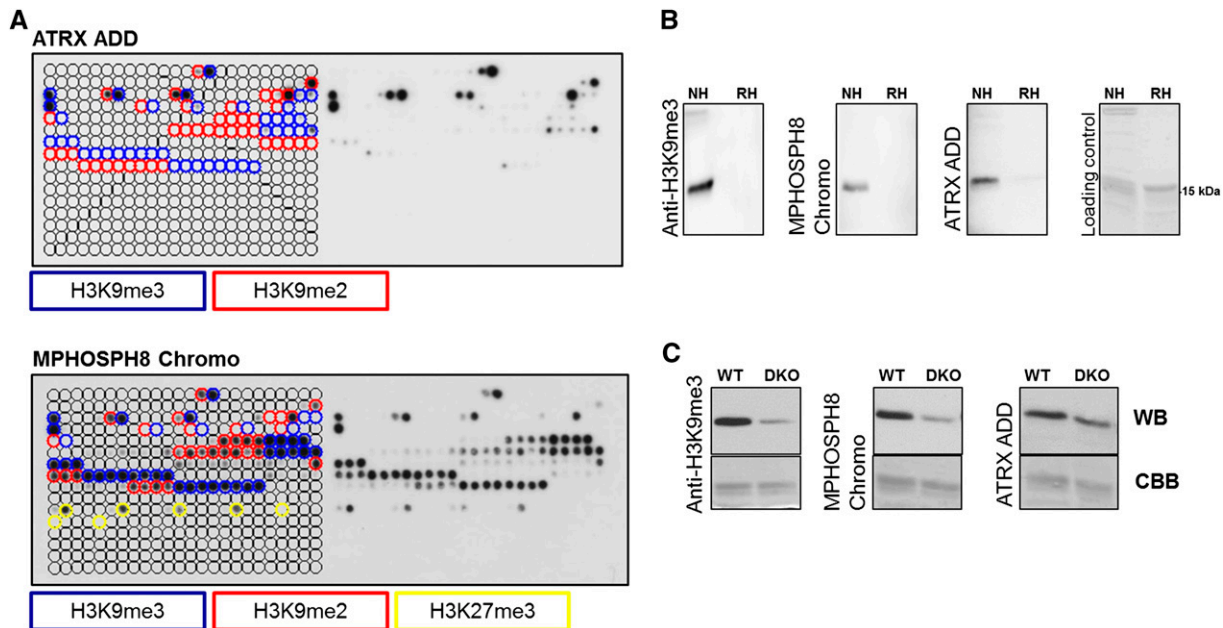 A
ATRX ADD
H3K9me3 H3K9me2
MPHOSPH8 Chromo
H3K9me3 H3K9me2 H3K27me3
B
NH RH NH RH NH RH NH RH
Anti-H3K9me3
MPHOSPH8
Chromo
ATRX ADD
Loading control
15 kDa
C
WT DKO WT DKO WT DKO
Anti-H3K9me3
MPHOSPH8
Chromo
ATRX ADD
WB
CBB